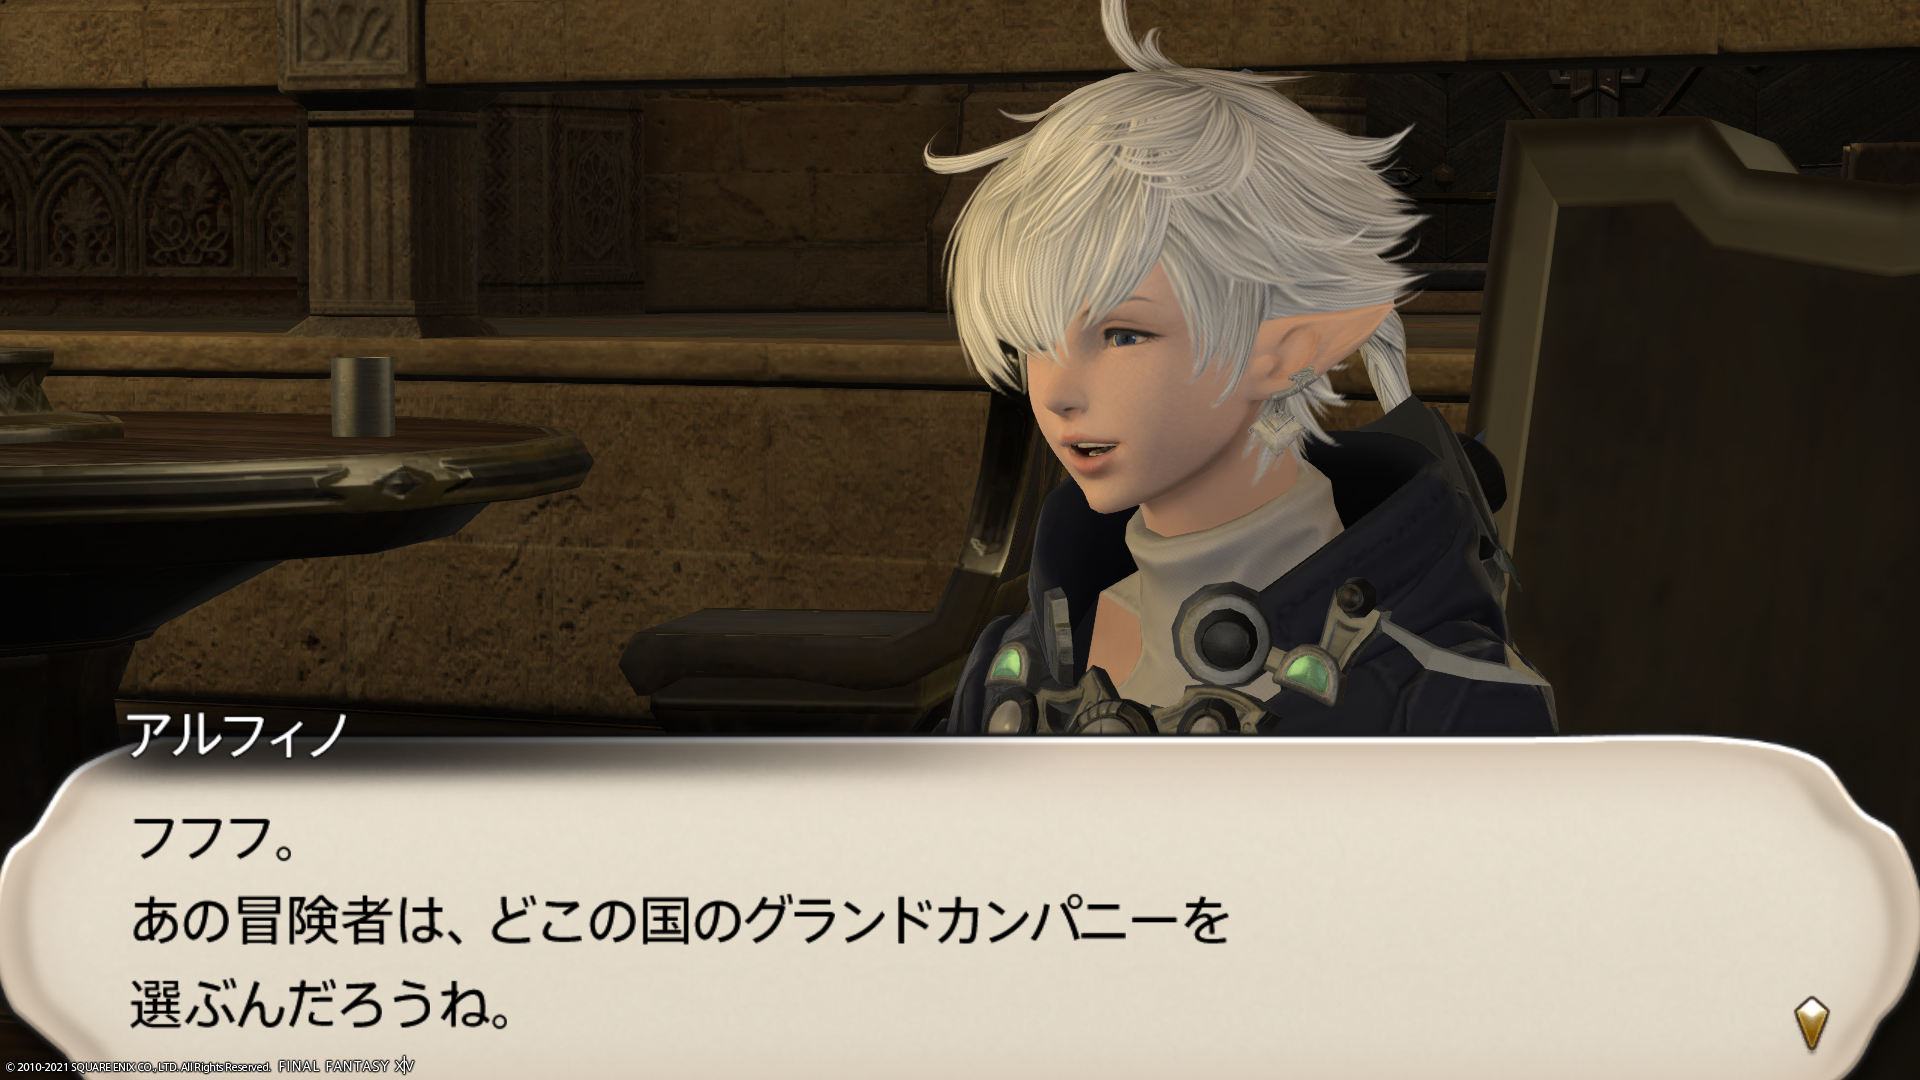 アルフィノ
フフフ。
あの冒険者は、どこの国のグランドカンパニーを
選ぶんだろうね。
© 2010-2021 SQUARE ENIX CO., LTD. All Rights Reserved. FINAL FANTASY XIV